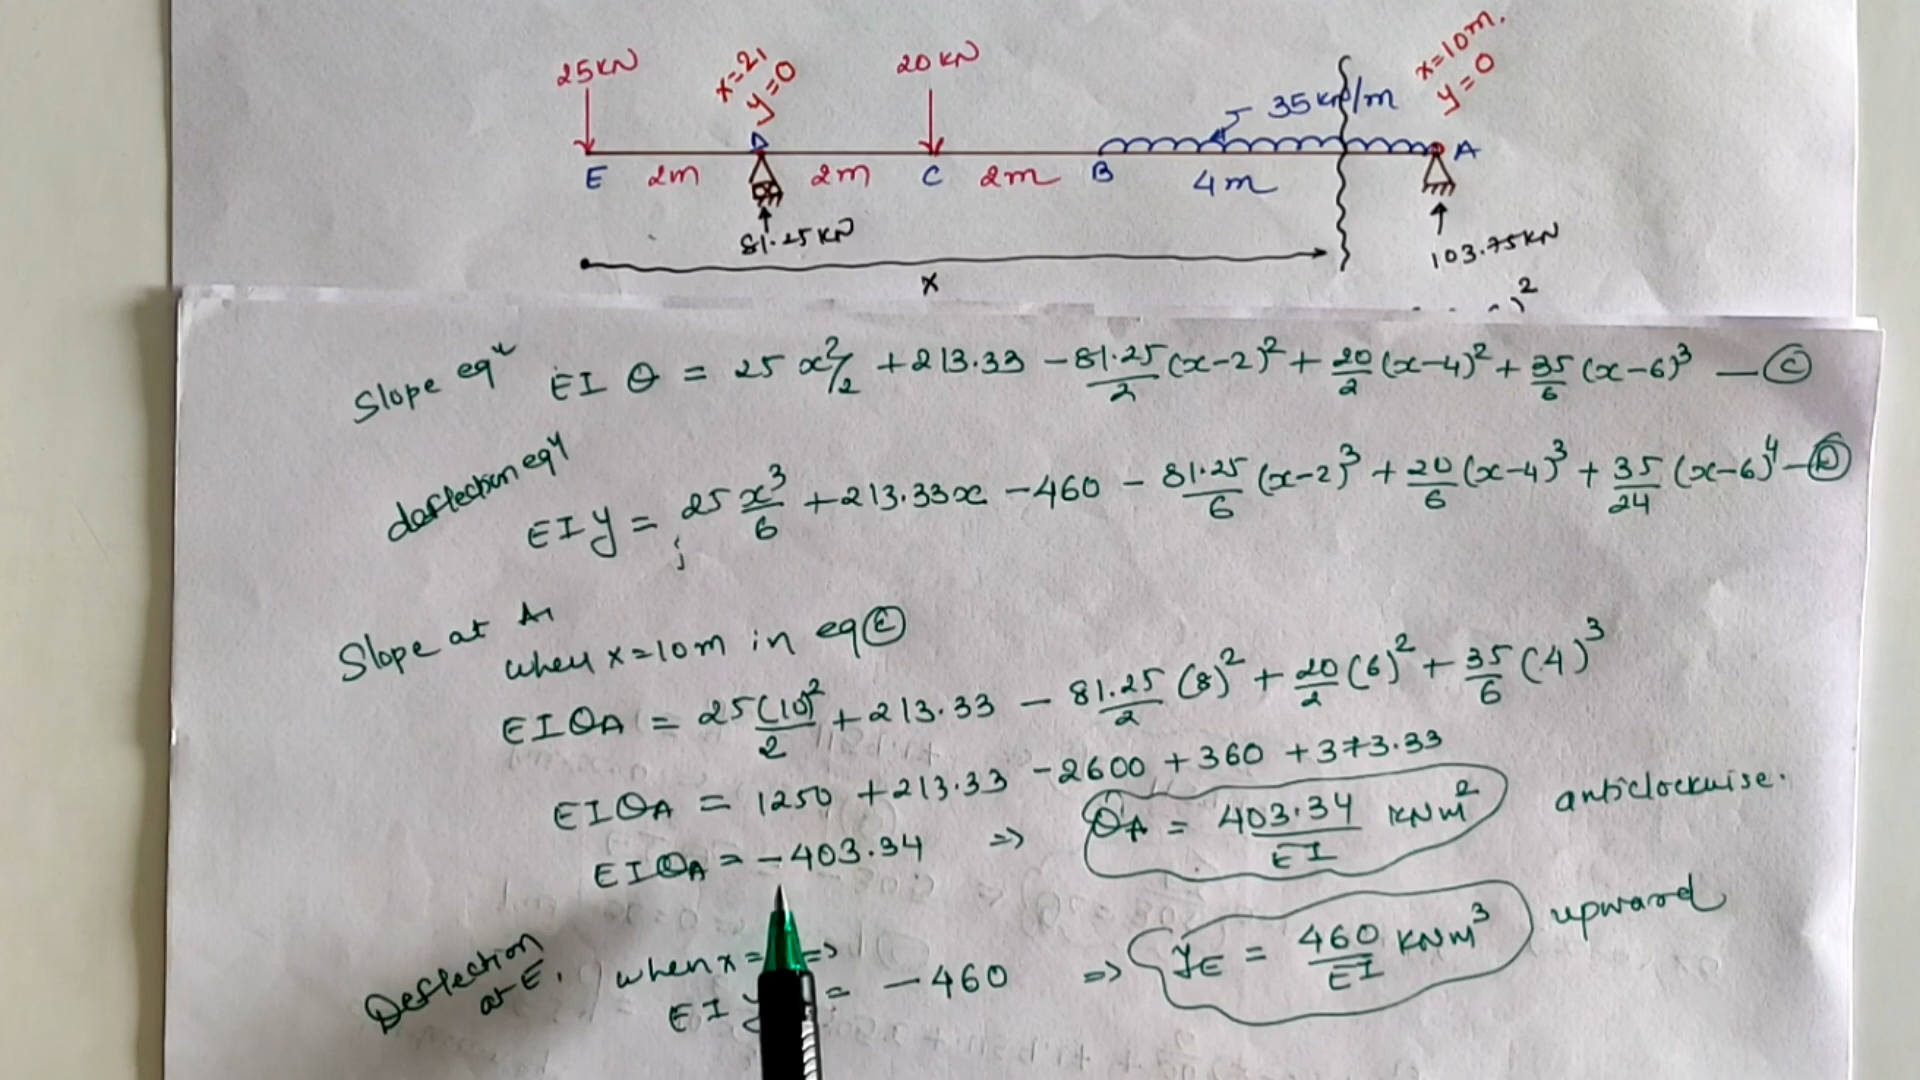 25KN
x=21
y=0
20KN
35KN/m
x=10m.
y=0
E 2m D 2m C 2m B 4m A
81.25KN
103.75KN
x
)²
Slope eqⁿ EI θ = 25 x²/2 + 213.33 - 81.25/2 (x-2)² + 20/2 (x-4)² + 35/6 (x-6)³ — C
deflection eqⁿ EIy = 25 x³/6 + 213.33x - 460 - 81.25/6 (x-2)³ + 20/6 (x-4)³ + 35/24 (x-6)⁴ — D
Slope at A,
when x=10m in eq C
EIθA = 25(10)²/2 + 213.33 - 81.25/2 (8)² + 20/2 (6)² + 35/6 (4)³
EIθA = 1250 + 213.33 - 2600 + 360 + 373.33
EIθA = -403.34 => θA = 403.34/EI KNm² anticlockwise.
Deflection at E, when x = =>
EI y = -460 => yE = 460/EI KNm³ upward